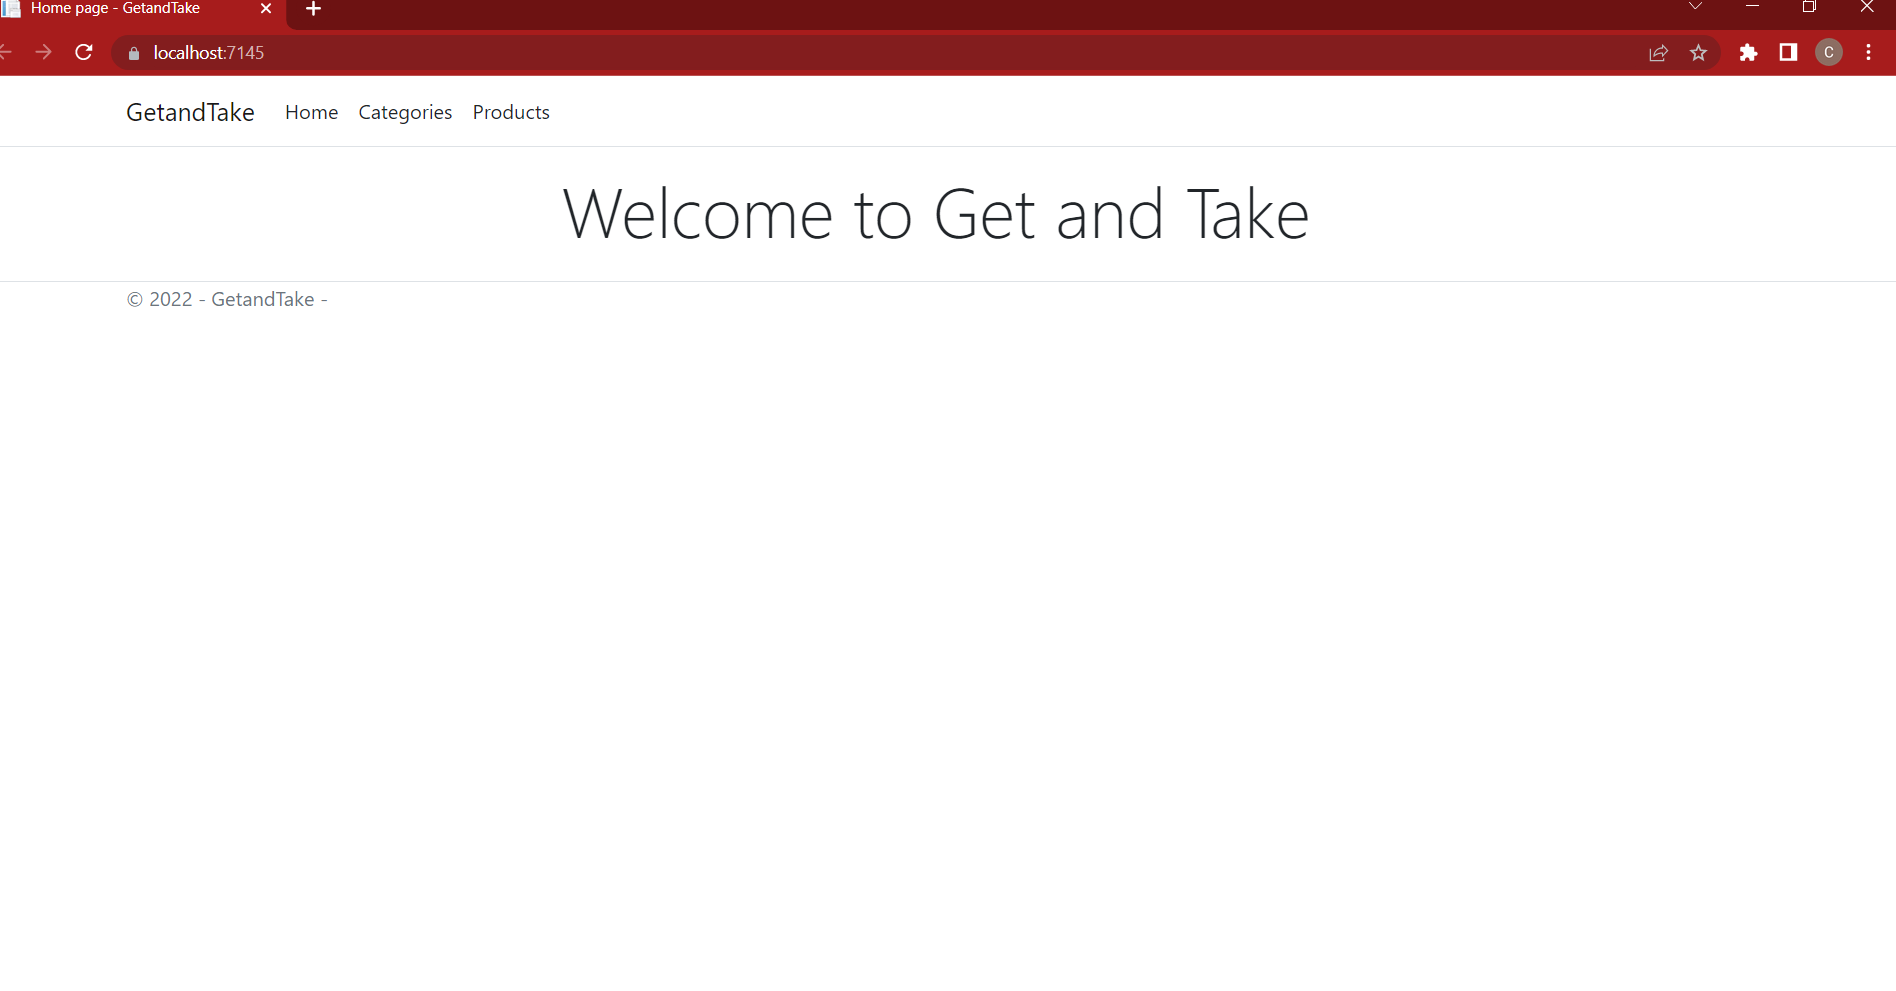 Home page - GetandTake
localhost:7145
C
GetandTake Home Categories Products
Welcome to Get and Take
© 2022 - GetandTake -